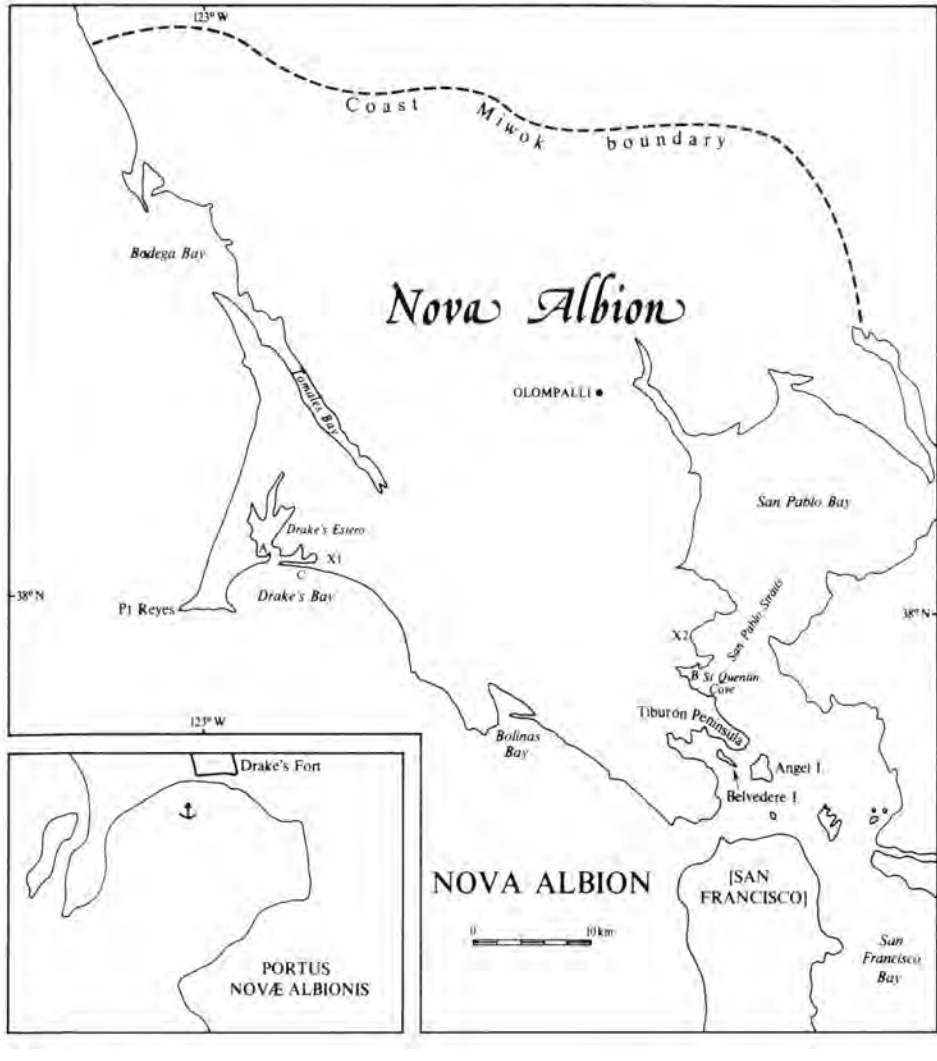 123° W
Coast Miwok boundary
Bodega Bay
Nova Albion
Tomales Bay
OLOMPALLI
San Pablo Bay
Drake's Estero
A
X1
C
Drake's Bay
38° N
Pt Reyes
38° N
San Pablo Straits
X2
B St Quentin
Cove
123° W
Bolinas
Bay
Tiburón Peninsula
Angel I.
Belvedere I
Drake's Fort
NOVA ALBION
[SAN
FRANCISCO]
0 10 km
San
Francisco
Bay
PORTUS
NOVÆ ALBIONIS